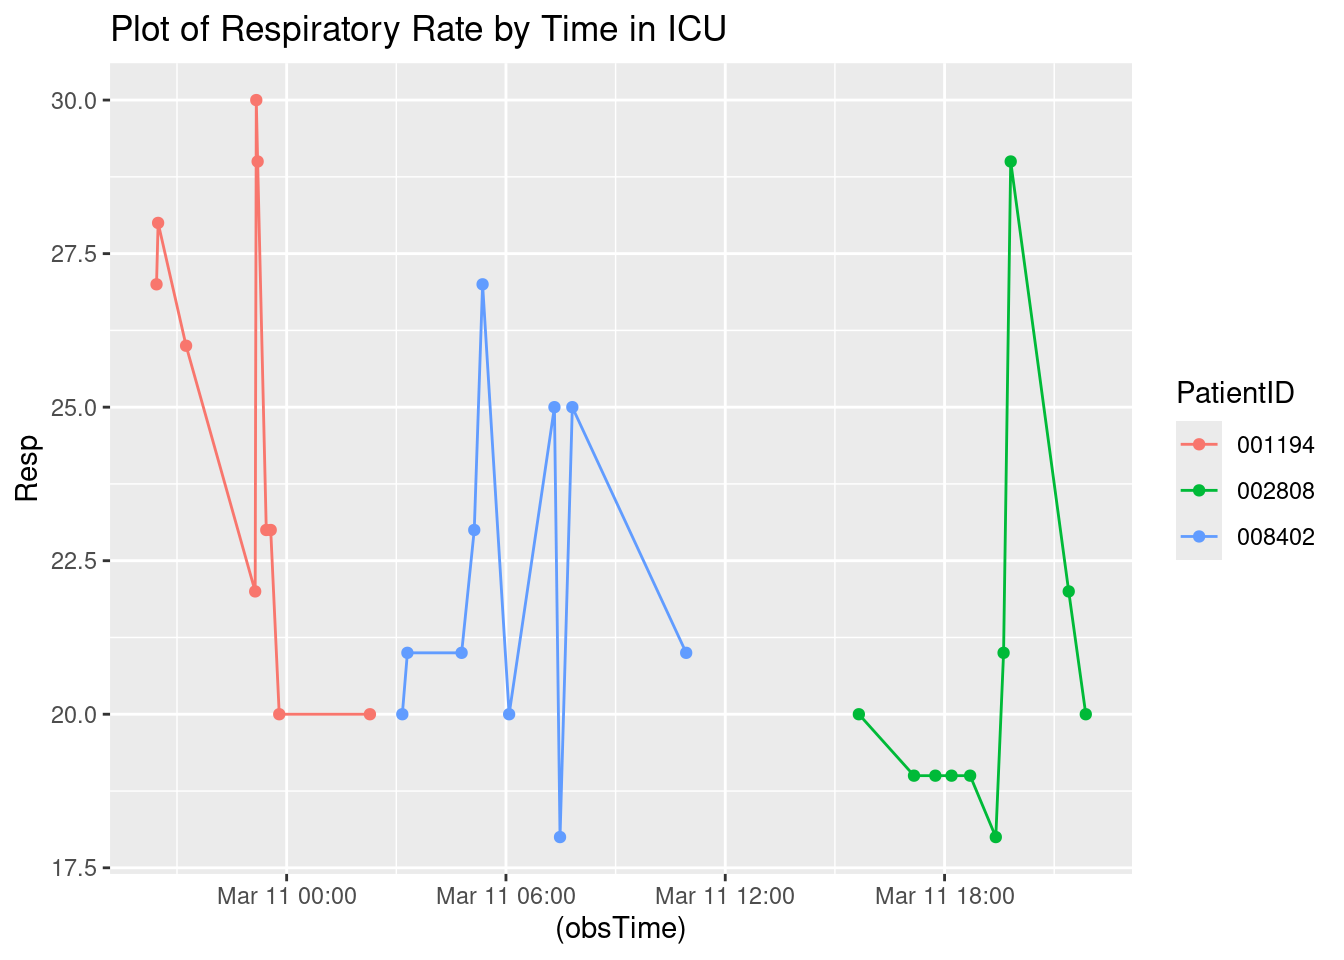 Plot of Respiratory Rate by Time in ICU
30.0
27.5
25.0
22.5
20.0
17.5
Resp
Mar 11 00:00
Mar 11 06:00
Mar 11 12:00
Mar 11 18:00
(obsTime)
PatientID
001194
002808
008402